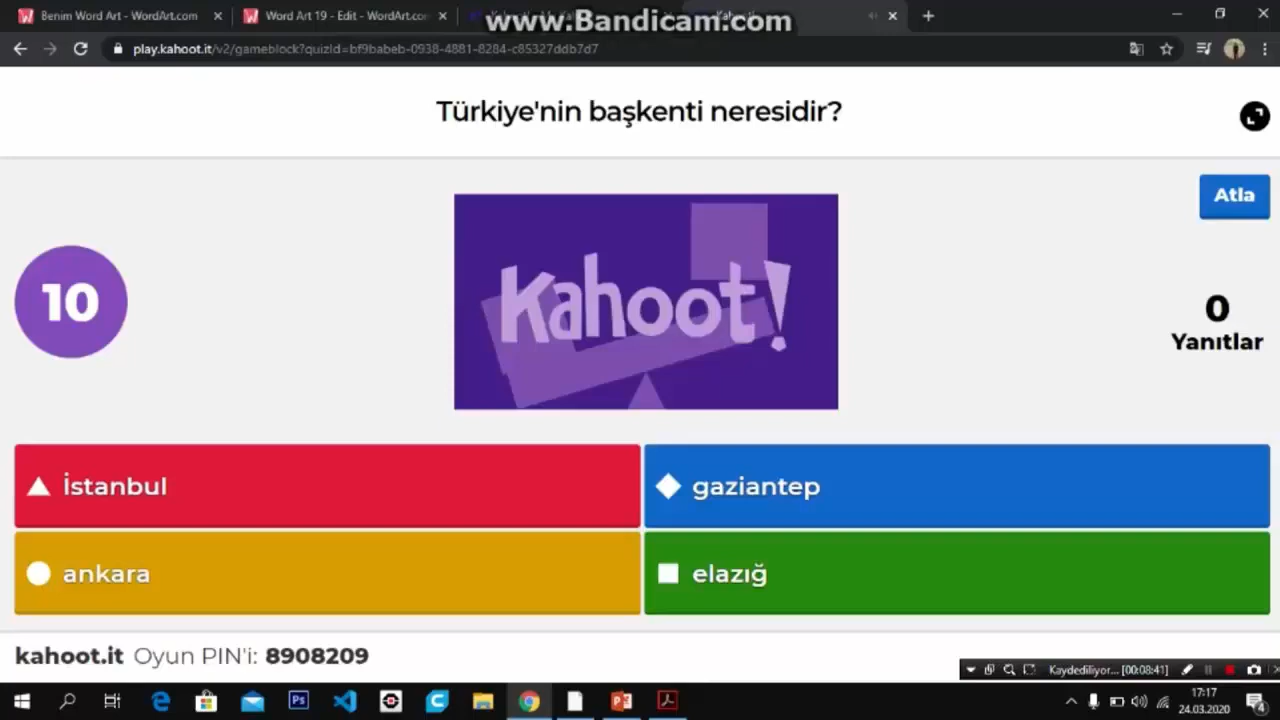 Benim Word Art - WordArt.com
Word Art 19 - Edit - WordArt.com
www.Bandicam.com
play.kahoot.it/v2/gameblock?quizId=bf9babeb-0938-4881-8284-c85327ddb7d7
Türkiye'nin başkenti neresidir?
Atla
10
Kahoot!
0
Yanıtlar
İstanbul
gaziantep
ankara
elazığ
kahoot.it Oyun PIN'i: 8908209
Kaydediliyor... [00:08:41]
Ps
17:17
24.03.2020
4